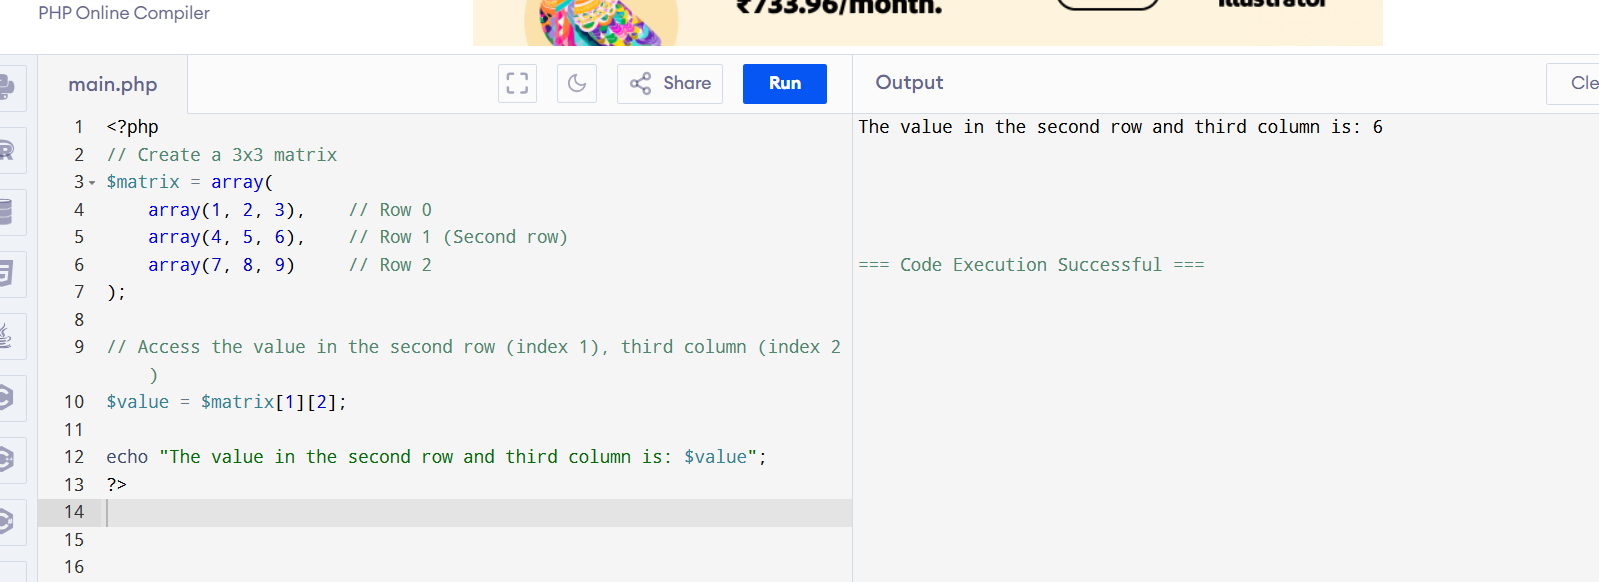 PHP Online Compiler
₹733.96/month.
Illustrator
main.php
Share
Run
Output
Cle
1 <?php
2 // Create a 3x3 matrix
3 $matrix = array(
4     array(1, 2, 3),    // Row 0
5     array(4, 5, 6),    // Row 1 (Second row)
6     array(7, 8, 9)     // Row 2
7 );
8
9 // Access the value in the second row (index 1), third column (index 2
)
10 $value = $matrix[1][2];
11
12 echo "The value in the second row and third column is: $value";
13 ?>
14
15
16
The value in the second row and third column is: 6
=== Code Execution Successful ===